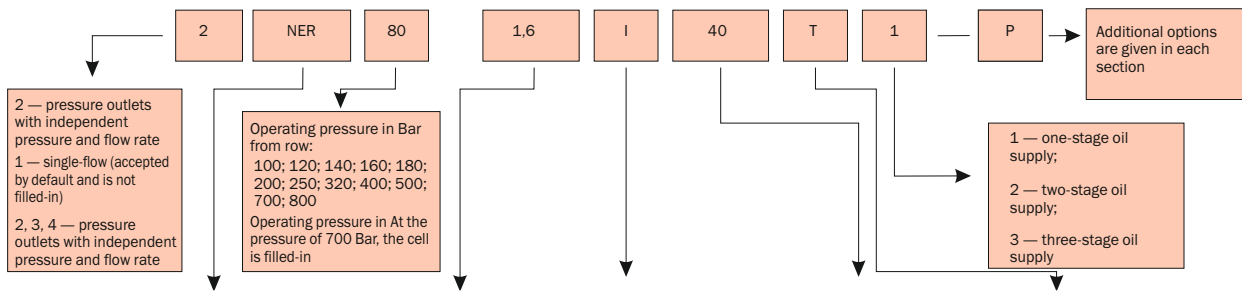 2 NER 80 1,6 I 40 T 1 — P
Additional options
are given in each
section
2 — pressure outlets
with independent
pressure and flow rate
1 — single-flow (accepted
by default and is not
filled-in)
2, 3, 4 — pressure
outlets with independent
pressure and flow rate
Operating pressure in Bar
from row:
100; 120; 140; 160; 180;
200; 250; 320; 400; 500;
700; 800
Operating pressure in At the
pressure of 700 Bar, the cell
is filled-in
1 — one-stage oil
supply;
2 — two-stage oil
supply;
3 — three-stage oil
supply